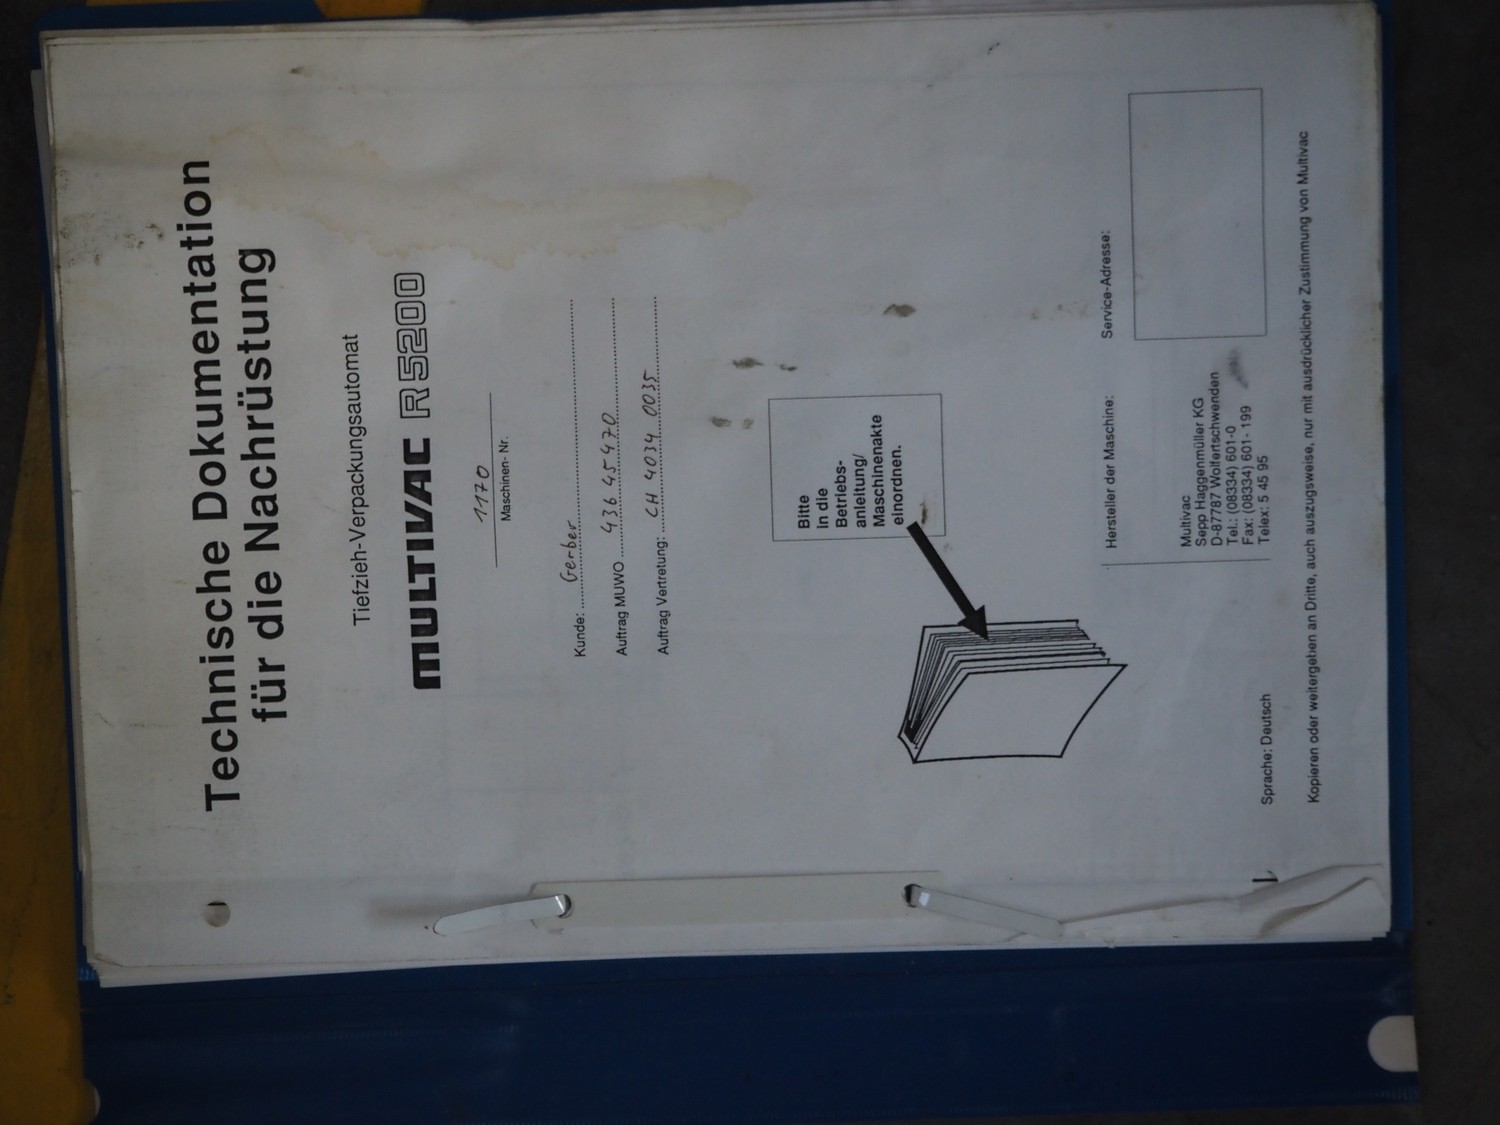 Technische Dokumentation
für die Nachrüstung
Tiefzieh-Verpackungsautomat
MULTIVAC R5200
1170
Maschinen-Nr.
Kunde: Gerber
Auftrag MUWO 436 45470
Auftrag Vertretung: CH 4034 0035
Bitte
in die
Betriebs-
anleitung/
Maschinenakte
einordnen.
Hersteller der Maschine:
Multivac
Sepp Haggenmüller KG
D-87787 Wolfertschwenden
Tel.: (08334) 601-0
Fax: (08334) 601- 199
Telex: 5 45 95
Service-Adresse:
Sprache: Deutsch
Kopieren oder weitergeben an Dritte, auch auszugsweise, nur mit ausdrücklicher Zustimmung von Multivac